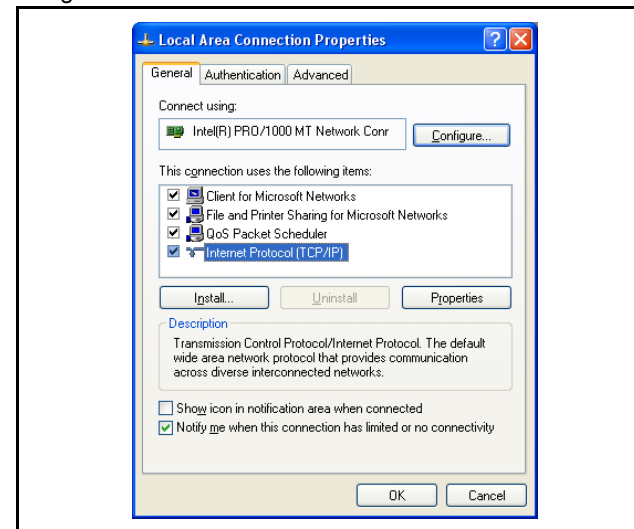 Local Area Connection Properties
General Authentication Advanced
Connect using:
Intel(R) PRO/1000 MT Network Conr
Configure...
This connection uses the following items:
Client for Microsoft Networks
File and Printer Sharing for Microsoft Networks
QoS Packet Scheduler
Internet Protocol (TCP/IP)
Install... Uninstall Properties
Description
Transmission Control Protocol/Internet Protocol. The default
wide area network protocol that provides communication
across diverse interconnected networks.
Show icon in notification area when connected
Notify me when this connection has limited or no connectivity
OK Cancel